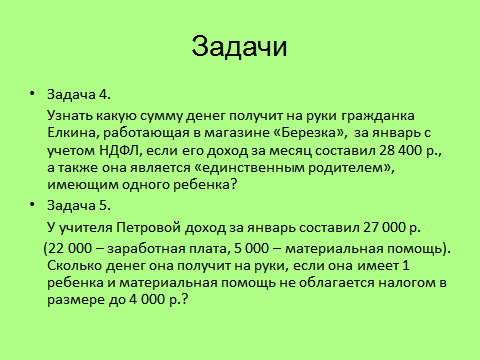 Задачи
• Задача 4.
Узнать какую сумму денег получит на руки гражданка
Елкина, работающая в магазине «Березка», за январь с
учетом НДФЛ, если его доход за месяц составил 28 400 р.,
а также она является «единственным родителем»,
имеющим одного ребенка?
• Задача 5.
У учителя Петровой доход за январь составил 27 000 р.
(22 000 – заработная плата, 5 000 – материальная помощь).
Сколько денег она получит на руки, если она имеет 1
ребенка и материальная помощь не облагается налогом в
размере до 4 000 р.?